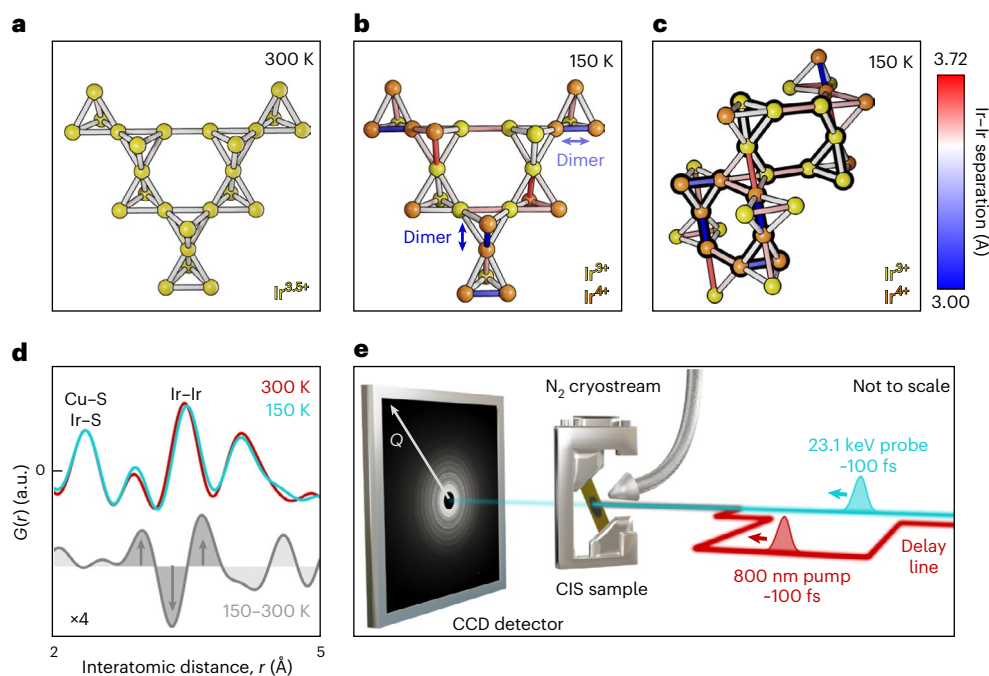 a
300 K
Ir3.5+
b
150 K
Dimer
Dimer
Ir3+
Ir4+
c
150 K
Ir3+
Ir4+
3.72
Ir–Ir separation (A)
3.00
d
Cu–S
Ir–S
Ir–Ir
300 K
150 K
0
G(r) (a.u.)
150–300 K
×4
2
5
Interatomic distance, r (Å)
e
N2 cryostream
Not to scale
Q
23.1 keV probe
~100 fs
Delay
line
800 nm pump
~100 fs
CIS sample
CCD detector